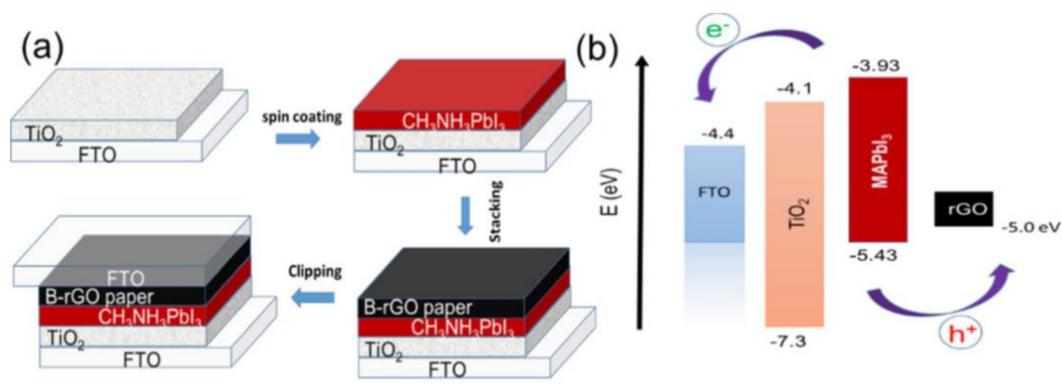 (a)
TiO₂
FTO
spin coating
CH₃NH₃PbI₃
TiO₂
FTO
Stacking
B-rGO paper
CH₃NH₃PbI₃
TiO₂
FTO
Clipping
FTO
B-rGO paper
CH₃NH₃PbI₃
TiO₂
FTO
(b)
E (eV)
e⁻
-4.4
FTO
-4.1
TiO₂
-7.3
-3.93
MAPbI₃
-5.43
rGO
-5.0 eV
h⁺